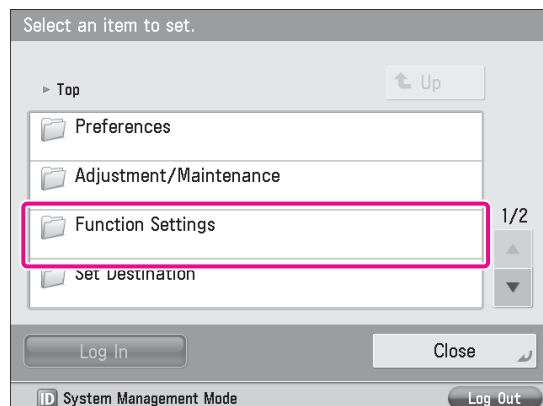 Select an item to set.
Top
Up
Preferences
Adjustment/Maintenance
Function Settings
1/2
Set Destination
Log In
Close
ID System Management Mode
Log Out